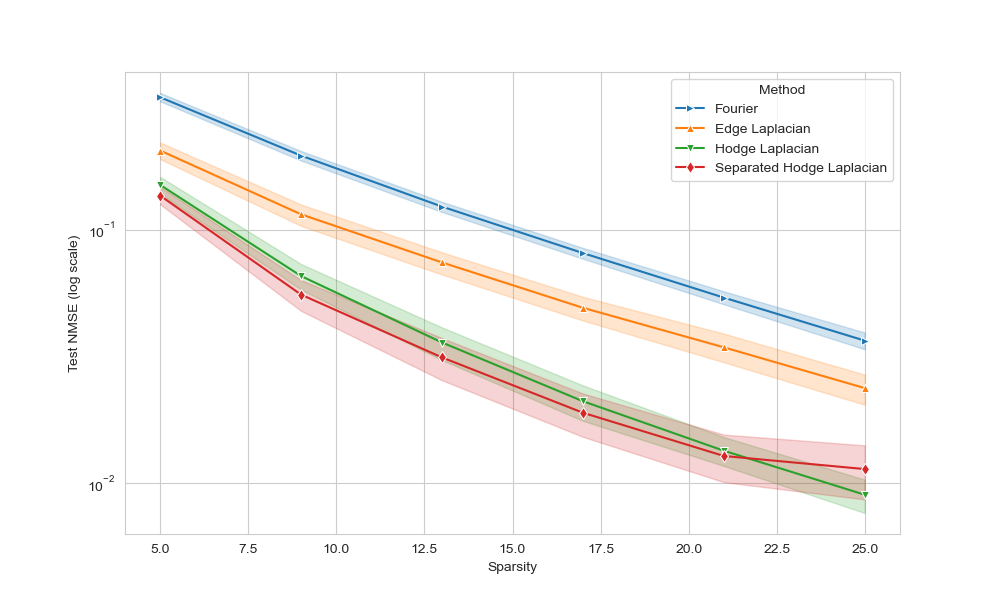 Method
Fourier
Edge Laplacian
Hodge Laplacian
Separated Hodge Laplacian
Test NMSE (log scale)
10⁻¹
10⁻²
5.0 7.5 10.0 12.5 15.0 17.5 20.0 22.5 25.0
Sparsity